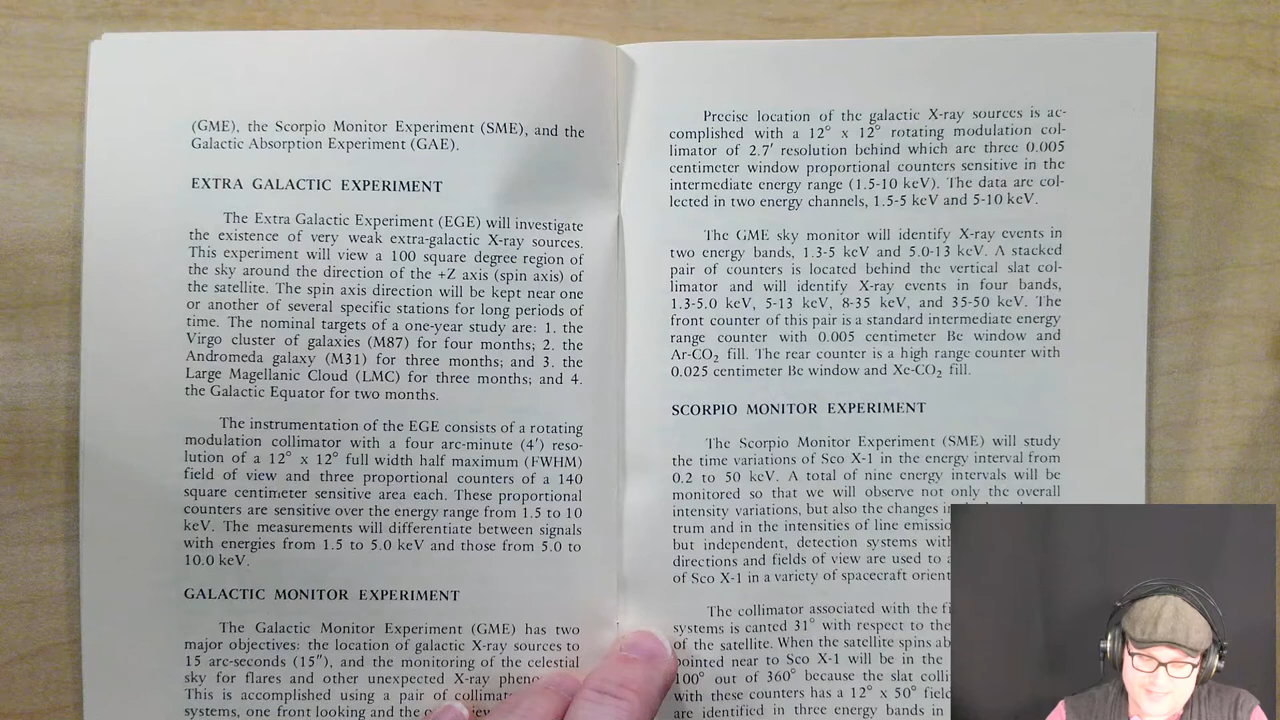 (GME), the Scorpio Monitor Experiment (SME), and the
Galactic Absorption Experiment (GAE).
EXTRA GALACTIC EXPERIMENT
The Extra Galactic Experiment (EGE) will investigate
the existence of very weak extra-galactic X-ray sources.
This experiment will view a 100 square degree region of
the sky around the direction of the +Z axis (spin axis) of
the satellite. The spin axis direction will be kept near one
or another of several specific stations for long periods of
time. The nominal targets of a one-year study are: 1. the
Virgo cluster of galaxies (M87) for four months; 2. the
Andromeda galaxy (M31) for three months; and 3. the
Large Magellanic Cloud (LMC) for three months; and 4.
the Galactic Equator for two months.
The instrumentation of the EGE consists of a rotating
modulation collimator with a four arc-minute (4′) reso-
lution of a 12° x 12° full width half maximum (FWHM)
field of view and three proportional counters of a 140
square centimeter sensitive area each. These proportional
counters are sensitive over the energy range from 1.5 to 10
keV. The measurements will differentiate between signals
with energies from 1.5 to 5.0 keV and those from 5.0 to
10.0 keV.
GALACTIC MONITOR EXPERIMENT
The Galactic Monitor Experiment (GME) has two
major objectives: the location of galactic X-ray sources to
15 arc-seconds (15″), and the monitoring of the celestial
sky for flares and other unexpected X-ray
This is accomplished using a pair of
systems, one front looking and the
Precise location of the galactic X-ray sources is ac-
complished with a 12° x 12° rotating modulation col-
limator of 2.7′ resolution behind which are three 0.005
centimeter window proportional counters sensitive in the
intermediate energy range (1.5-10 keV). The data are col-
lected in two energy channels, 1.5-5 keV and 5-10 keV.
The GME sky monitor will identify X-ray events in
two energy bands, 1.3-5 keV and 5.0-13 keV. A stacked
pair of counters is located behind the vertical slat col-
limator and will identify X-ray events in four bands,
1.3-5.0 keV, 5-13 keV, 8-35 keV, and 35-50 keV. The
front counter of this pair is a standard intermediate energy
range counter with 0.005 centimeter Be window and
Ar-CO₂ fill. The rear counter is a high range counter with
0.025 centimeter Be window and Xe-CO₂ fill.
SCORPIO MONITOR EXPERIMENT
The Scorpio Monitor Experiment (SME) will study
the time variations of Sco X-1 in the energy interval from
0.2 to 50 keV. A total of nine energy intervals will be
monitored so that we will observe not only the overall
intensity variations, but also the changes in
trum and in the intensities of line
but independent, detection systems
directions and fields of view are used to
of Sco X-1 in a variety of spacecraft
The collimator associated with the
systems is canted 31° with respect to the
of the satellite. When the satellite spins
pointed near to Sco X-1 will be in the
100° out of 360° because the slat
with these counters has a 12° x 50°
are identified in three energy bands in